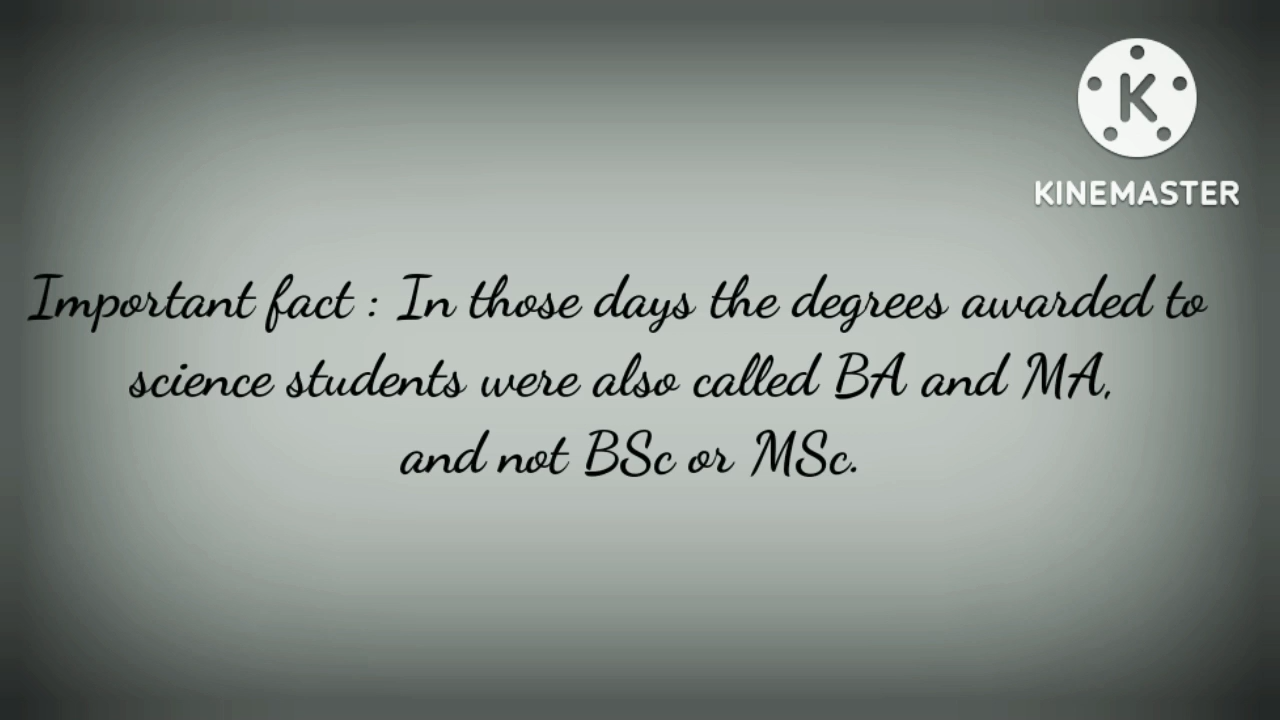 K
KINEMASTER
Important fact : In those days the degrees awarded to
science students were also called BA and MA,
and not BSc or MSc.